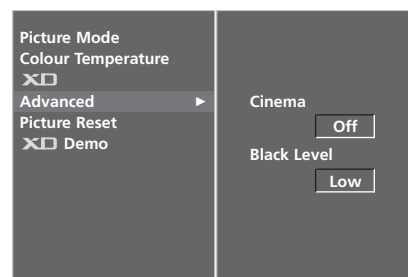 Picture Mode
Colour Temperature
XD
Advanced ►
Picture Reset
XD Demo
Cinema
Off
Black Level
Low